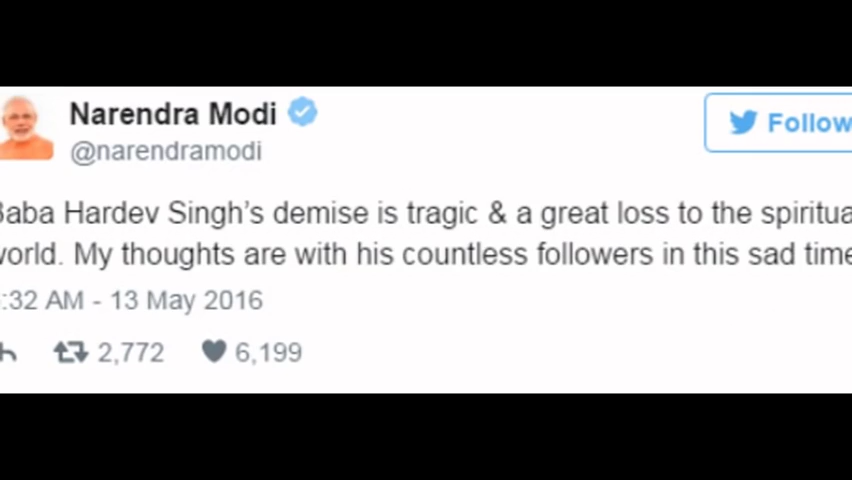 Narendra Modi
@narendramodi
Follow
Baba Hardev Singh's demise is tragic & a great loss to the spiritua
world. My thoughts are with his countless followers in this sad time
:32 AM - 13 May 2016
2,772 6,199